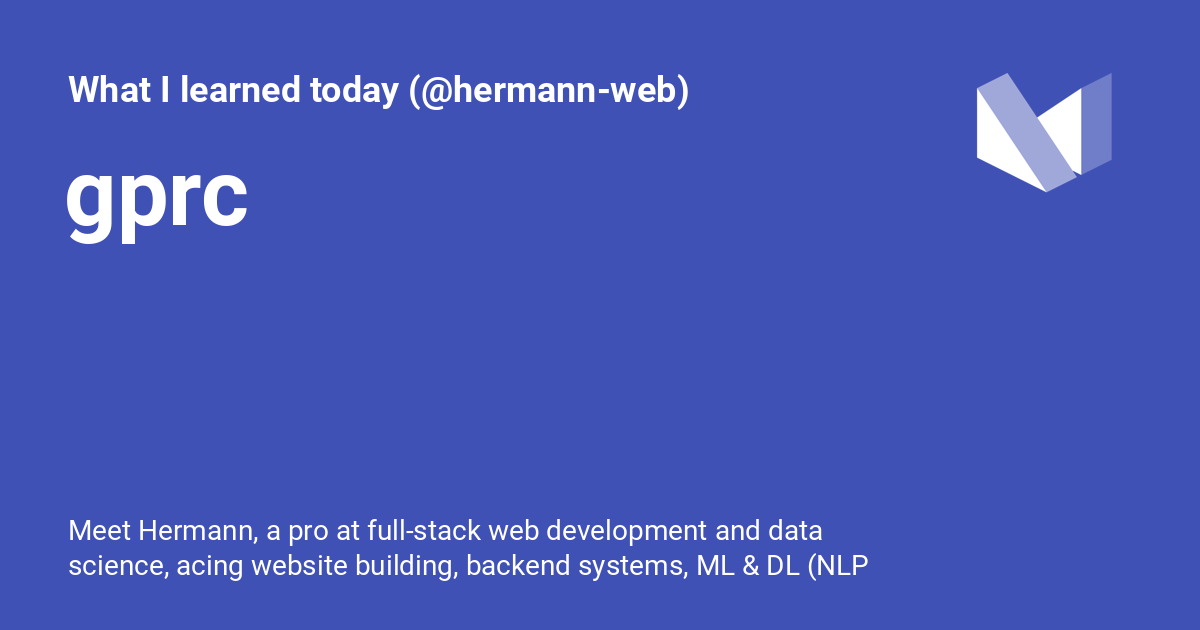 What I learned today (@hermann-web)
gprc
Meet Hermann, a pro at full-stack web development and data
science, acing website building, backend systems, ML & DL (NLP